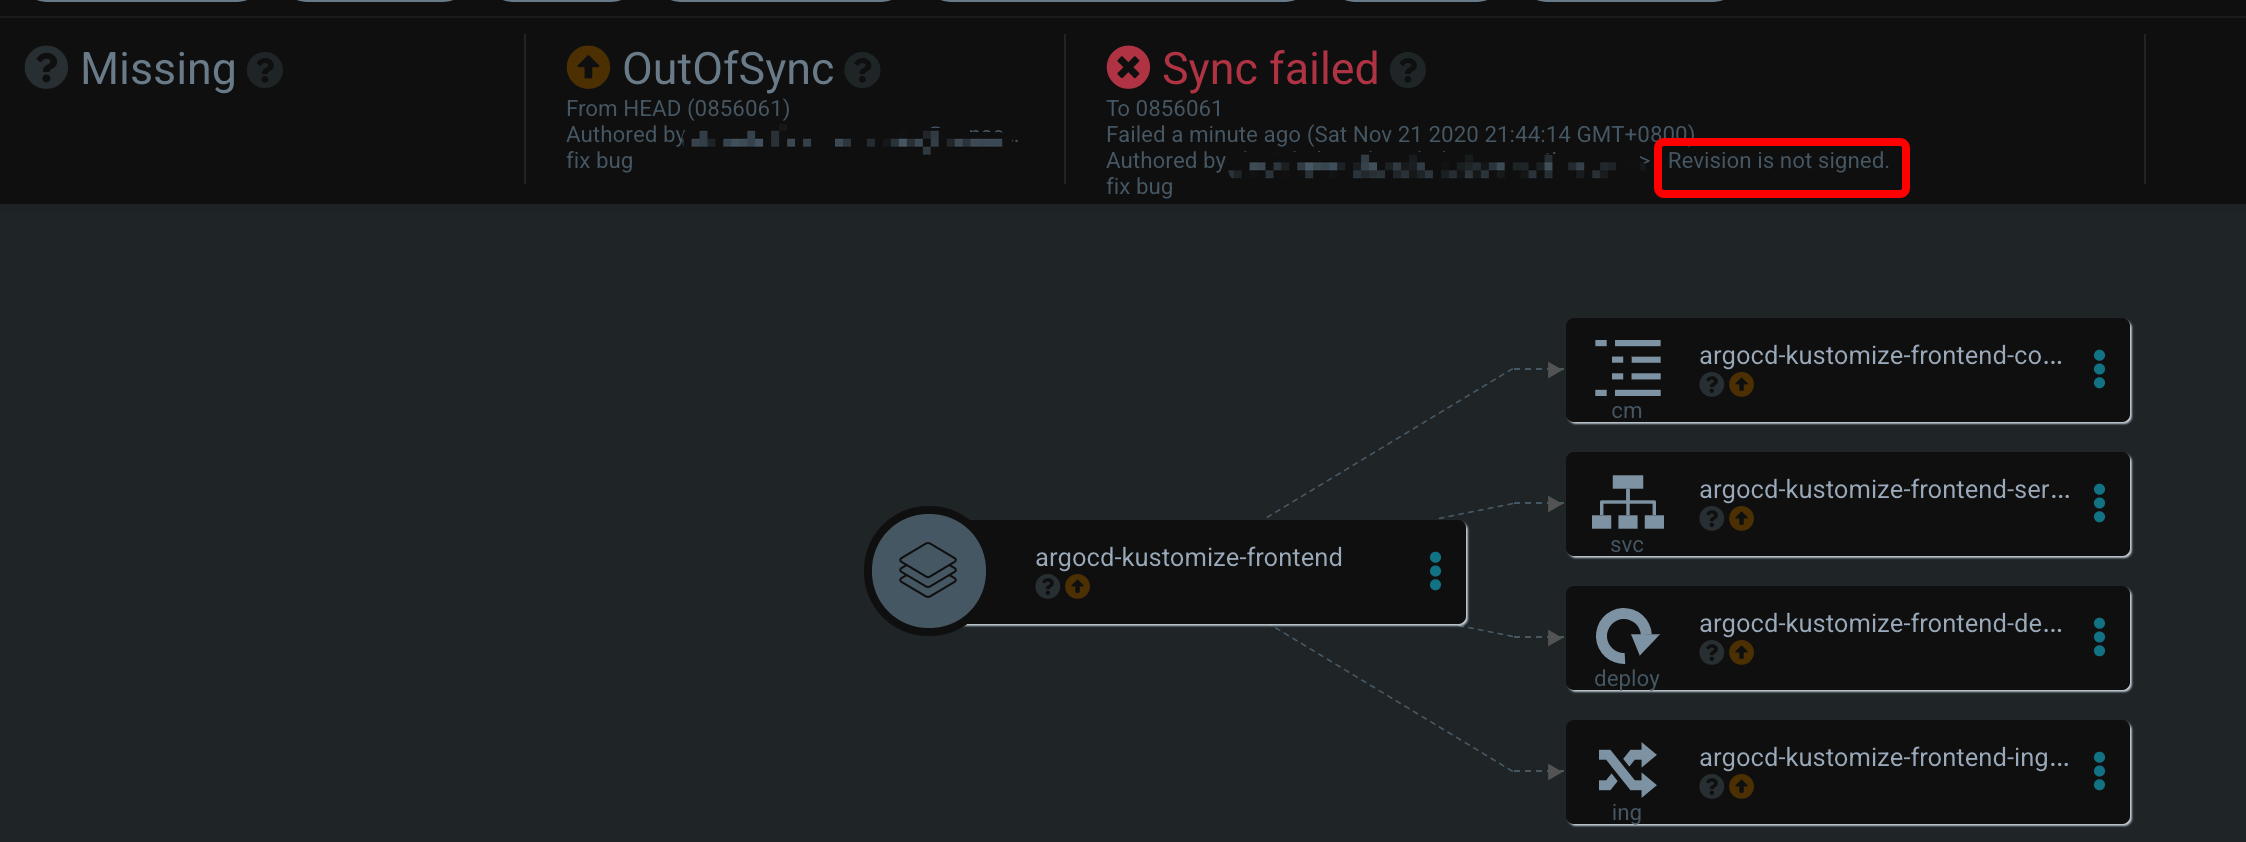 Missing
OutOfSync
From HEAD (0856061)
Authored by
fix bug
Sync failed
To 0856061
Failed a minute ago (Sat Nov 21 2020 21:44:14 GMT+0800)
Authored by > Revision is not signed.
fix bug
argocd-kustomize-frontend
argocd-kustomize-frontend-co...
cm
argocd-kustomize-frontend-ser...
svc
argocd-kustomize-frontend-de...
deploy
argocd-kustomize-frontend-ing...
ing